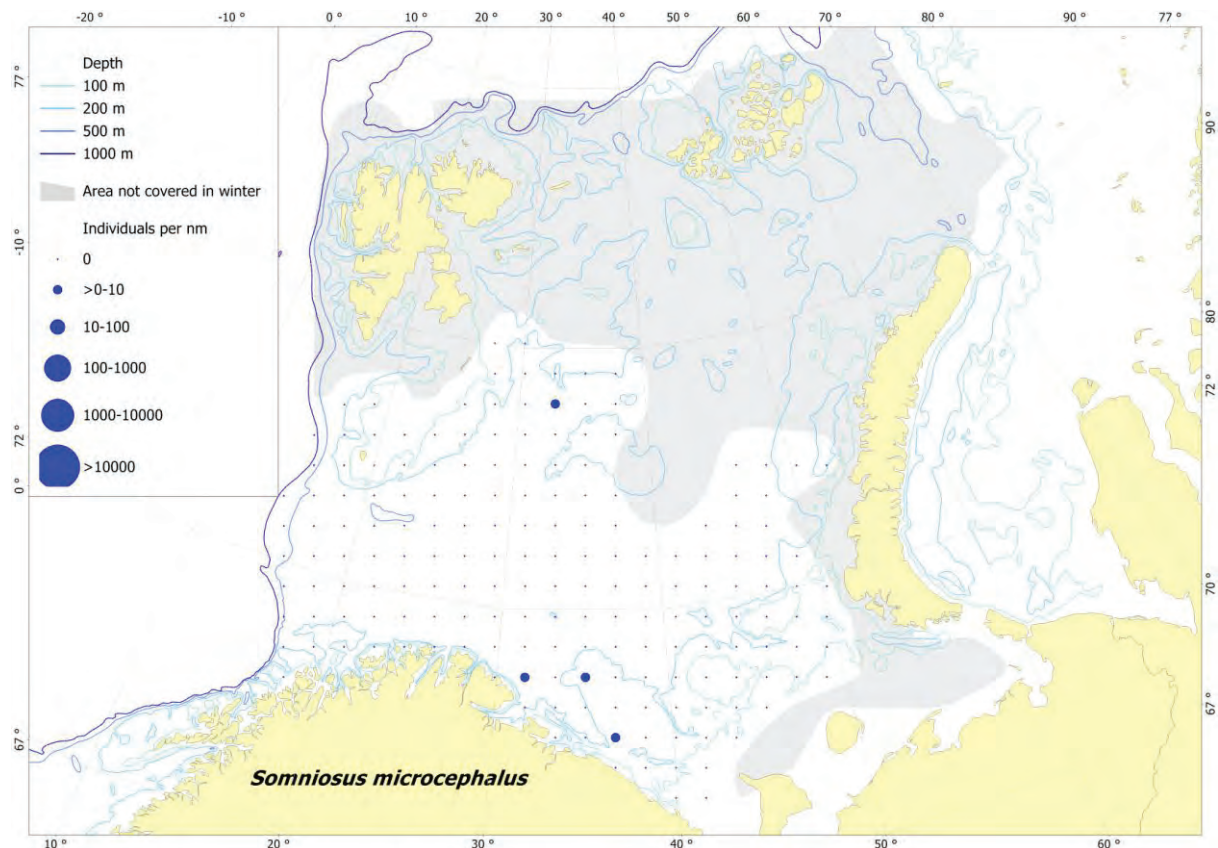 -20 ° -10 ° 0 ° 10 ° 20 ° 30 ° 40 ° 50 ° 60 ° 70 ° 80 ° 90 ° 77 °
77 °
-10 °
72 °
0 °
67 °
Depth
100 m
200 m
500 m
1000 m
Area not covered in winter
Individuals per nm
0
>0-10
10-100
100-1000
1000-10000
>10000
Somniosus microcephalus
90 °
80 °
72 °
70 °
67 °
10 ° 20 ° 30 ° 40 ° 50 ° 60 °